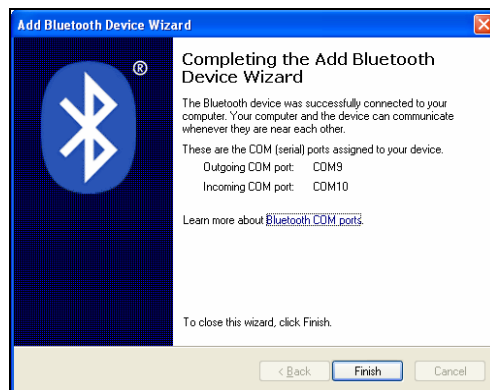 Add Bluetooth Device Wizard
®
Completing the Add Bluetooth
Device Wizard
The Bluetooth device was successfully connected to your
computer. Your computer and the device can communicate
whenever they are near each other.
These are the COM (serial) ports assigned to your device.
Outgoing COM port: COM9
Incoming COM port: COM10
Learn more about Bluetooth COM ports.
To close this wizard, click Finish.
< Back Finish Cancel